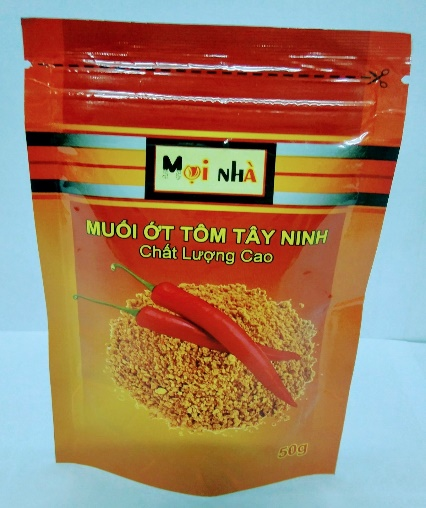 Mọi NHÀ
MUỐI ỚT TÔM TÂY NINH
Chất Lượng Cao
50g